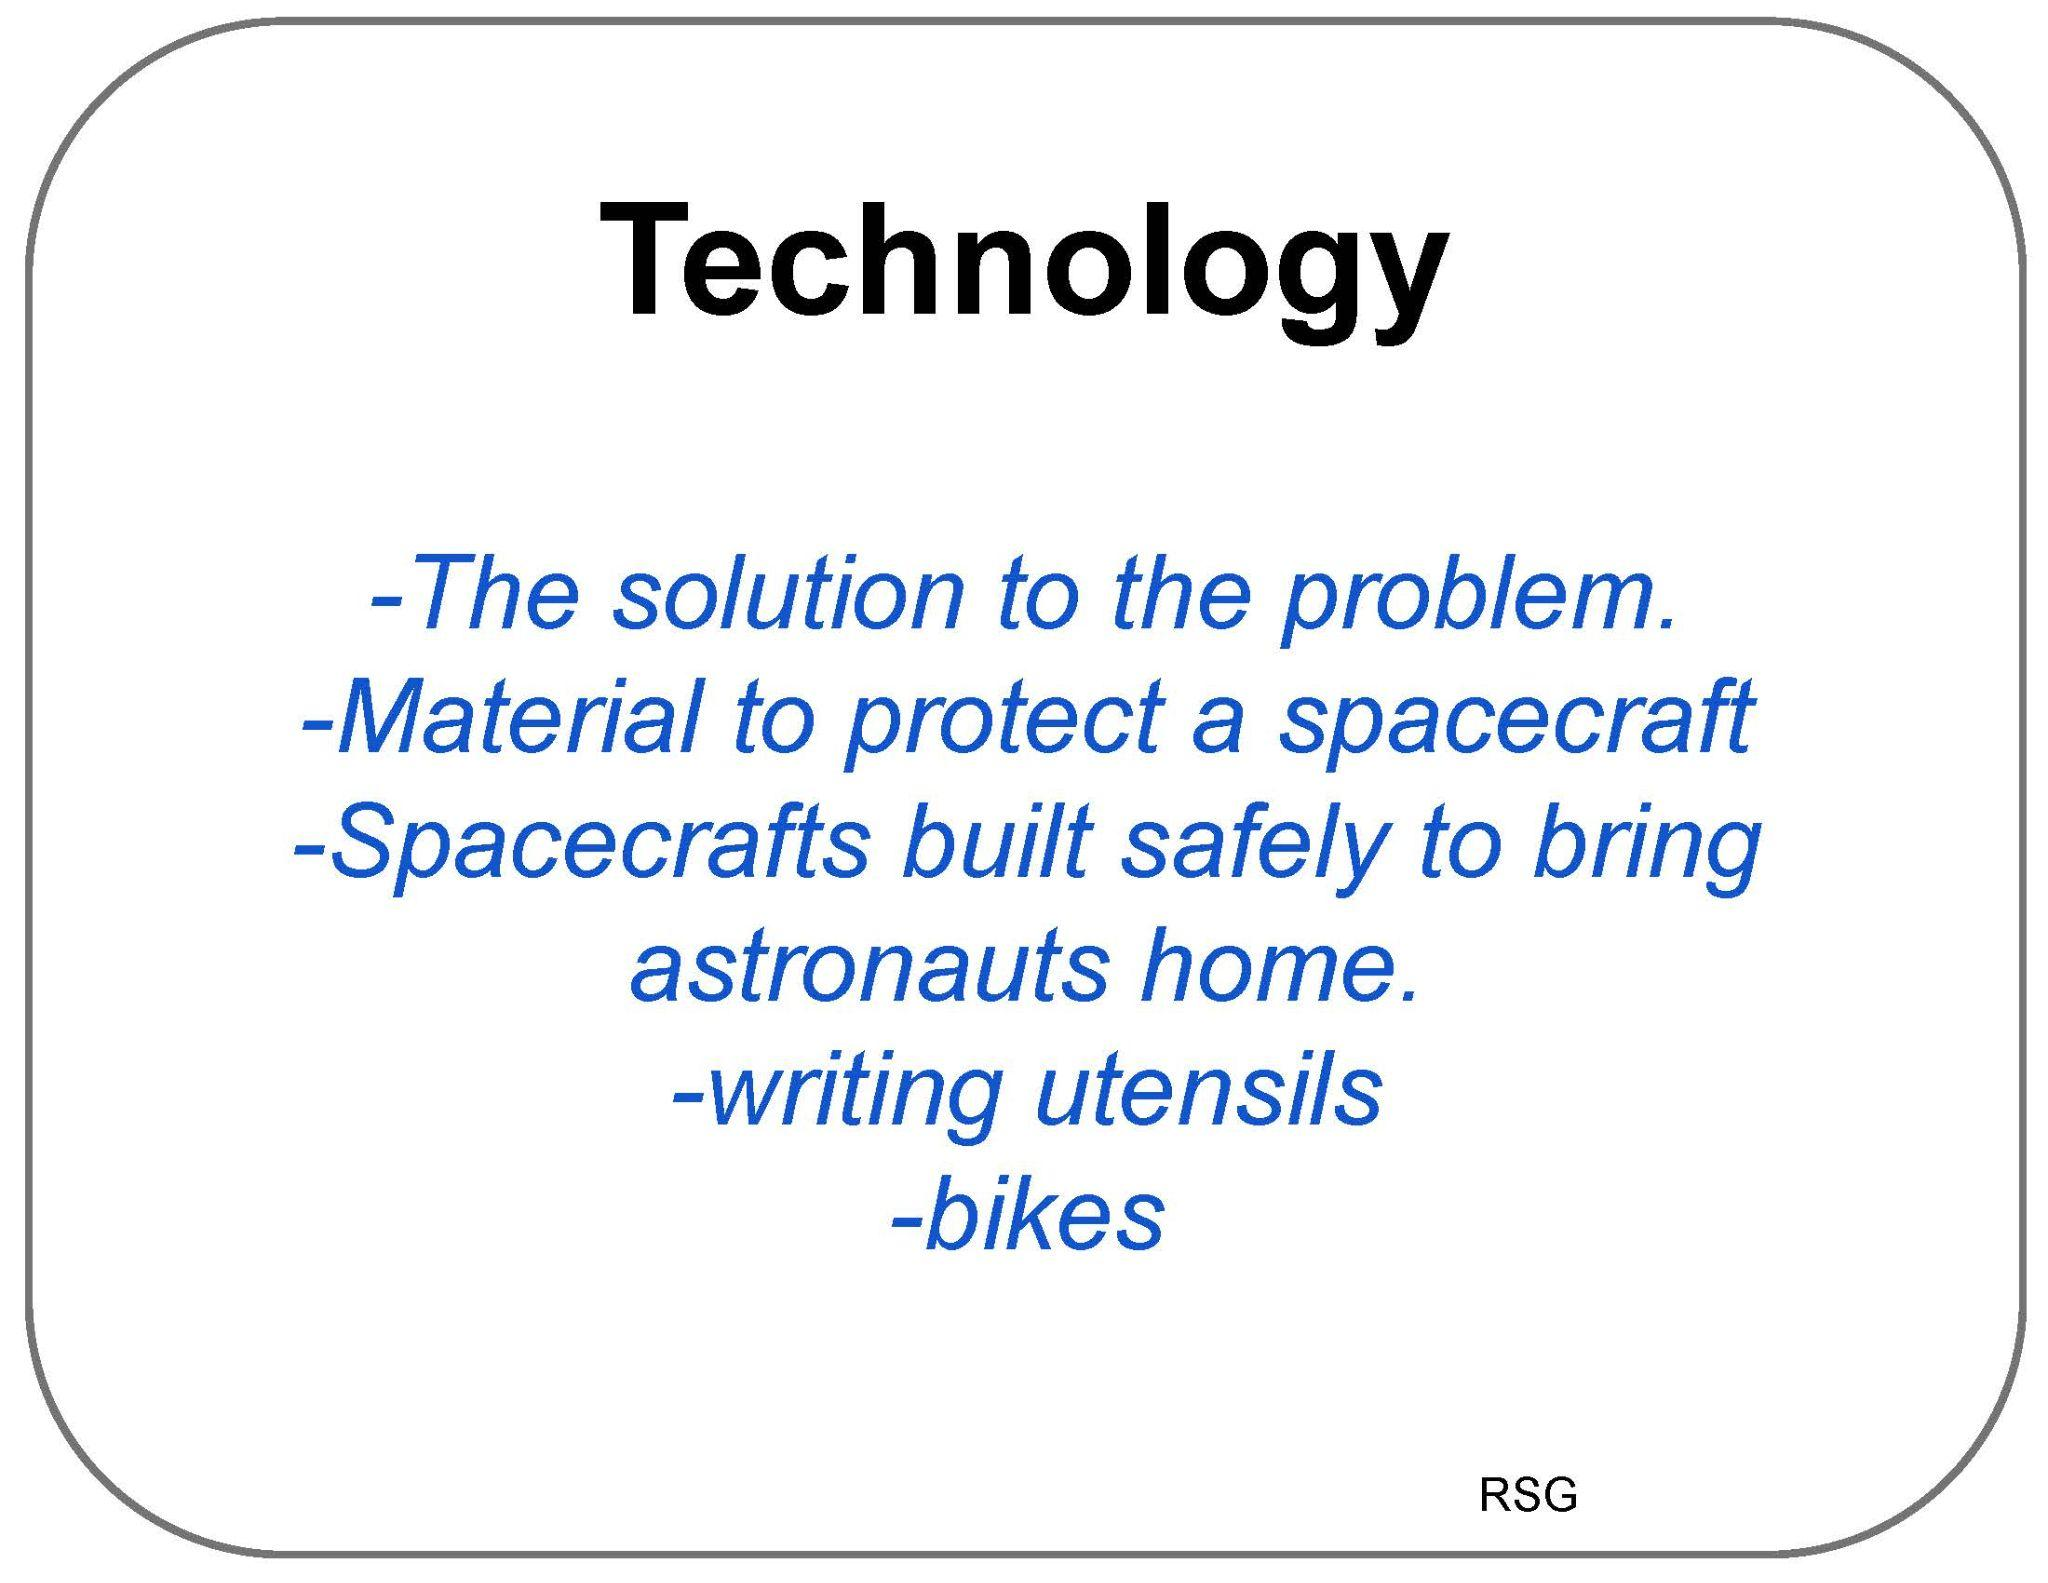 Technology
-The solution to the problem.
-Material to protect a spacecraft
-Spacecrafts built safely to bring
astronauts home.
-writing utensils
-bikes
RSG